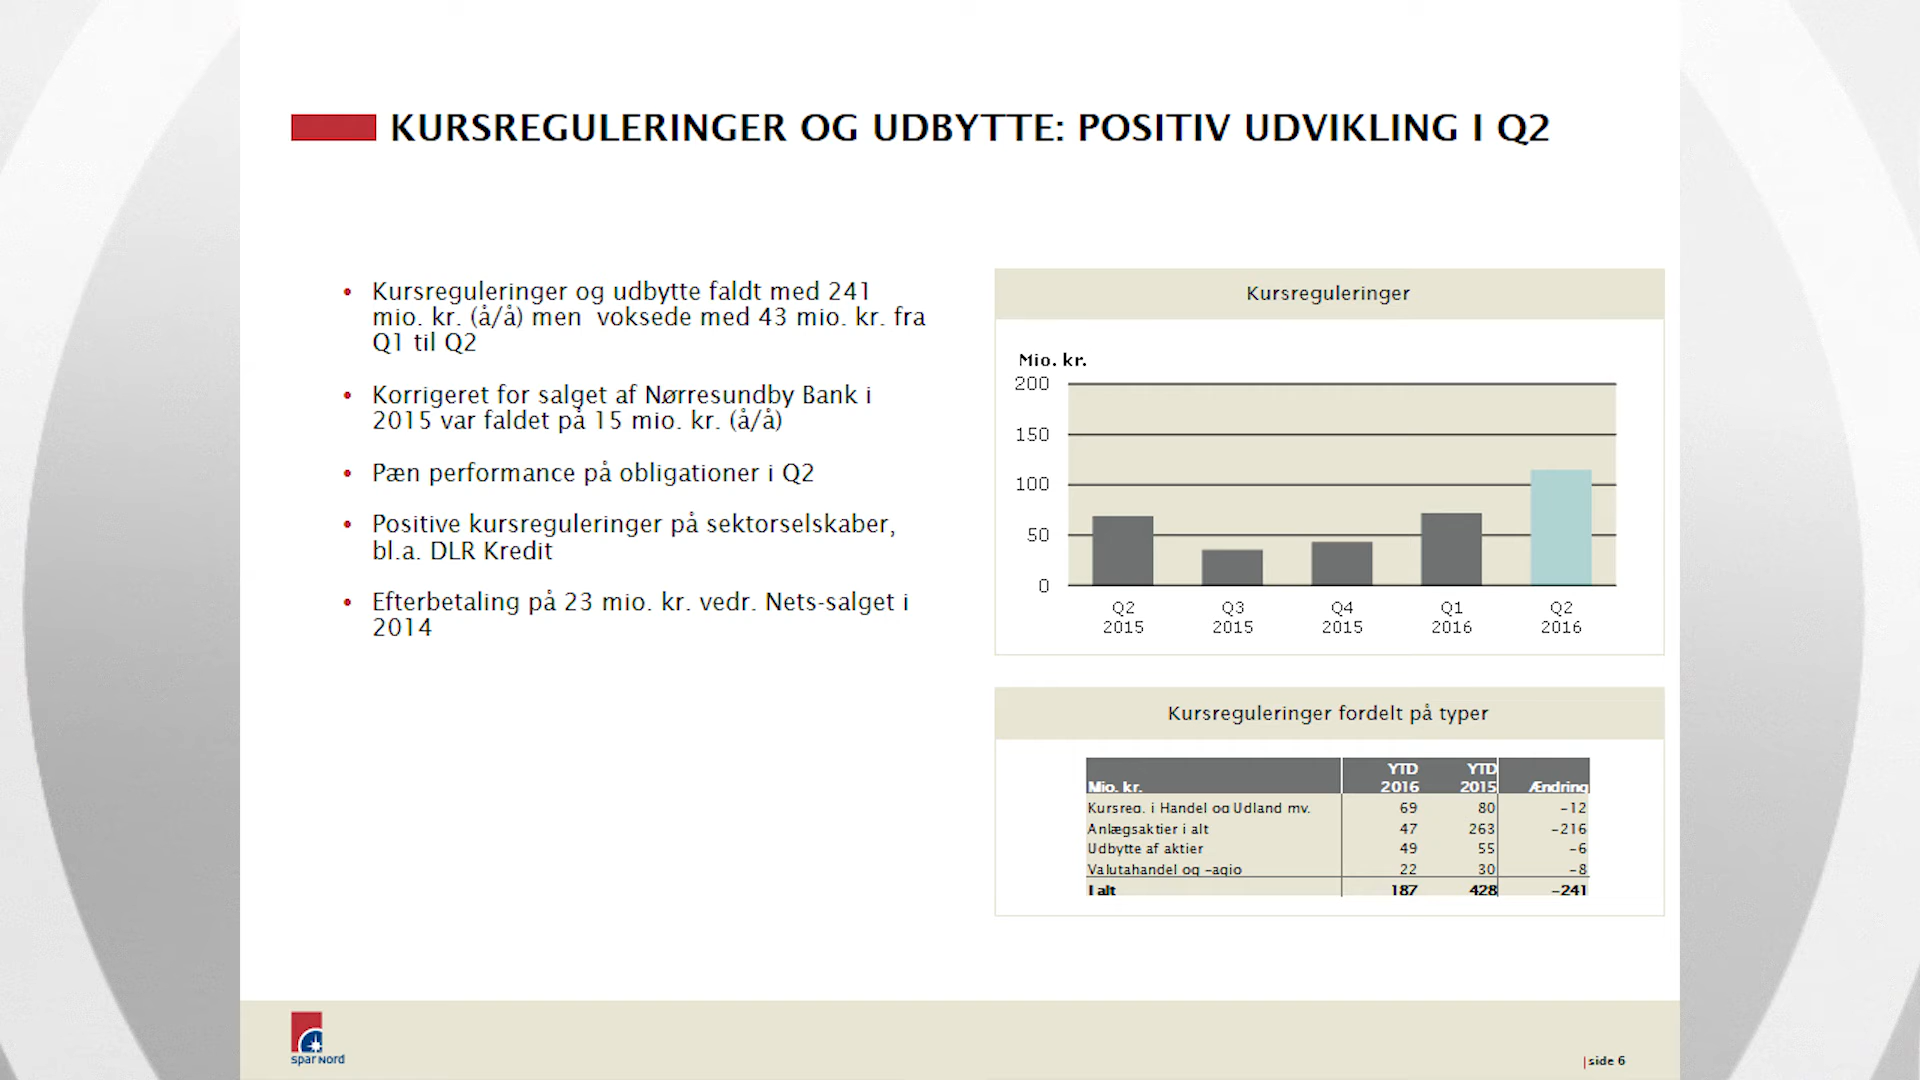 KURSREGULERINGER OG UDBYTTE: POSITIV UDVIKLING I Q2
• Kursreguleringer og udbytte faldt med 241
mio. kr. (å/å) men voksede med 43 mio. kr. fra
Q1 til Q2
• Korrigeret for salget af Nørresundby Bank i
2015 var faldet på 15 mio. kr. (å/å)
• Pæn performance på obligationer i Q2
• Positive kursreguleringer på sektorselskaber,
bl.a. DLR Kredit
• Efterbetaling på 23 mio. kr. vedr. Nets-salget i
2014
Kursreguleringer
Mio. kr.
200
150
100
50
0
Q2 Q3 Q4 Q1 Q2
2015 2015 2015 2016 2016
Kursreguleringer fordelt på typer
YTD YTD
Mio. kr. 2016 2015 Ændring
Kursreg. i Handel og Udland mv. 69 80 -12
Anlægsaktier i alt 47 263 -216
Udbytte af aktier 49 55 -6
Valutahandel og -agio 22 30 -8
I alt 187 428 -241
spar nord
| side 6